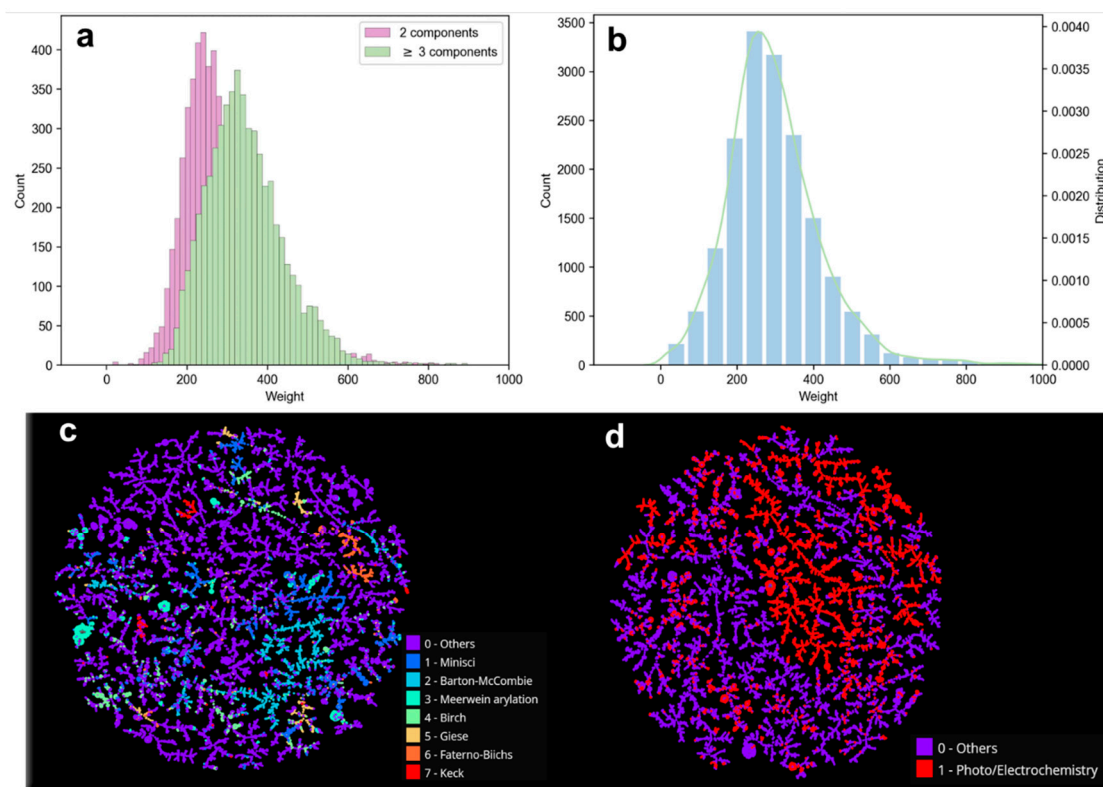 a
2 components
≥ 3 components
400
350
300
250
200
150
100
50
0
Count
0
200
400
600
800
1000
Weight
b
3500
3000
2500
2000
1500
1000
500
0
Count
0.0040
0.0035
0.0030
0.0025
0.0020
0.0015
0.0010
0.0005
0.0000
Distribution
0
200
400
600
800
1000
Weight
c
0 - Others
1 - Minisci
2 - Barton-McCombie
3 - Meerwein arylation
4 - Birch
5 - Giese
6 - Faterno-Biichs
7 - Keck
d
0 - Others
1 - Photo/Electrochemistry